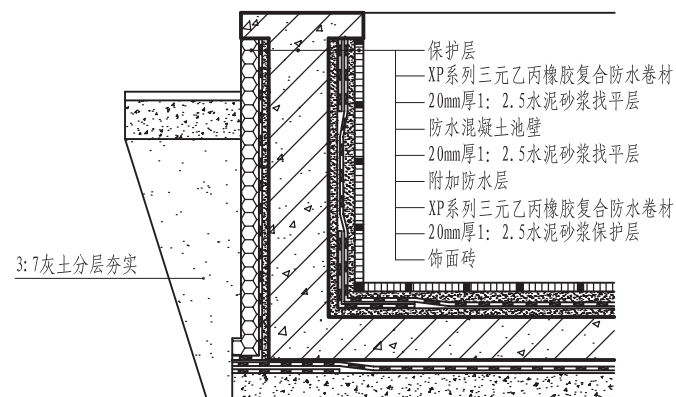 保护层
XP系列三元乙丙橡胶复合防水卷材
20mm厚1：2.5水泥砂浆找平层
防水混凝土池壁
20mm厚1：2.5水泥砂浆找平层
附加防水层
XP系列三元乙丙橡胶复合防水卷材
20mm厚1：2.5水泥砂浆保护层
饰面砖
3:7灰土分层夯实